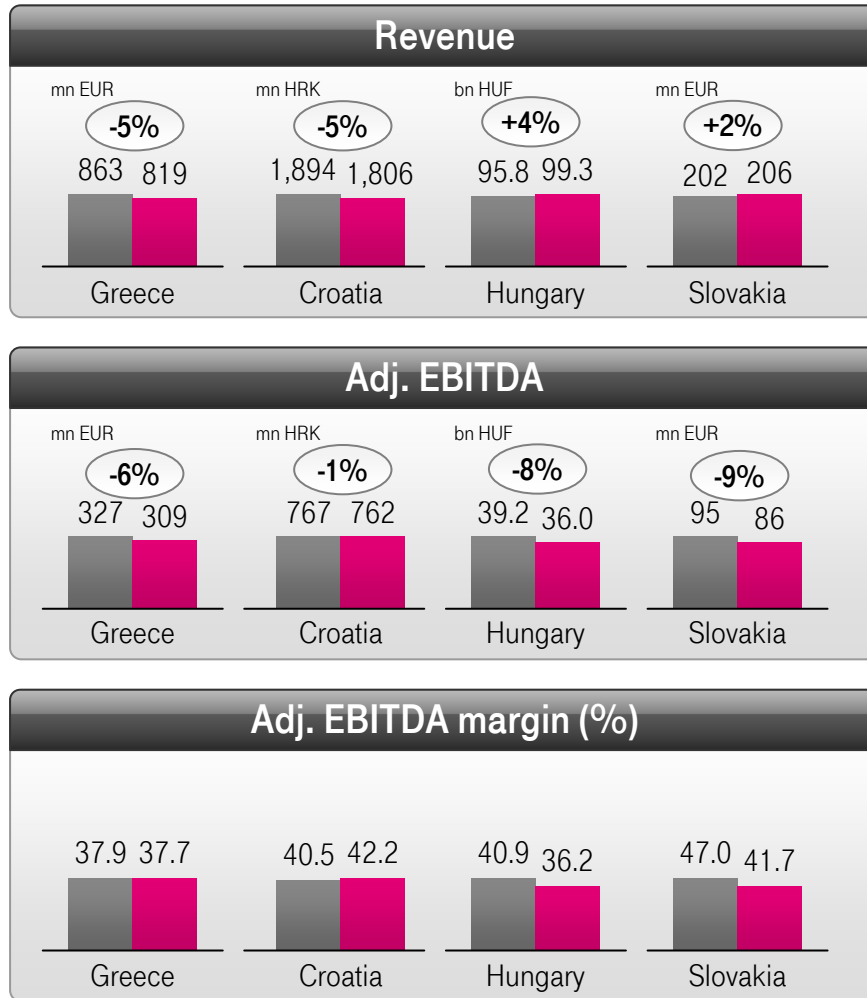 Revenue
mn EUR mn HRK bn HUF mn EUR
-5% -5% +4% +2%
863 819 1,894 1,806 95.8 99.3 202 206
Greece Croatia Hungary Slovakia
Adj. EBITDA
mn EUR mn HRK bn HUF mn EUR
-6% -1% -8% -9%
327 309 767 762 39.2 36.0 95 86
Greece Croatia Hungary Slovakia
Adj. EBITDA margin (%)
37.9 37.7 40.5 42.2 40.9 36.2 47.0 41.7
Greece Croatia Hungary Slovakia